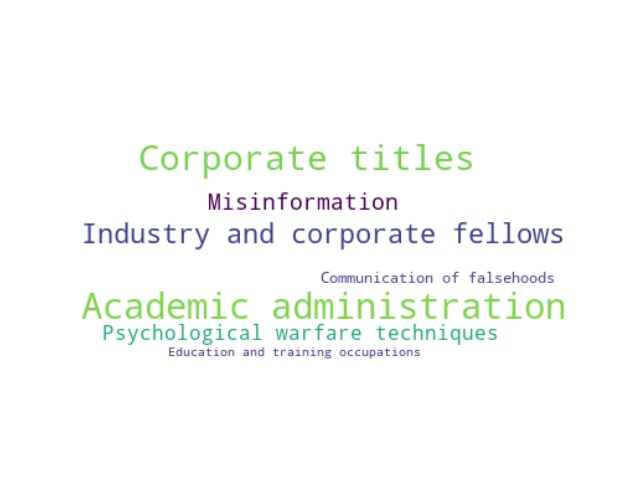 Corporate titles
Misinformation
Industry and corporate fellows
Communication of falsehoods
Academic administration
Psychological warfare techniques
Education and training occupations